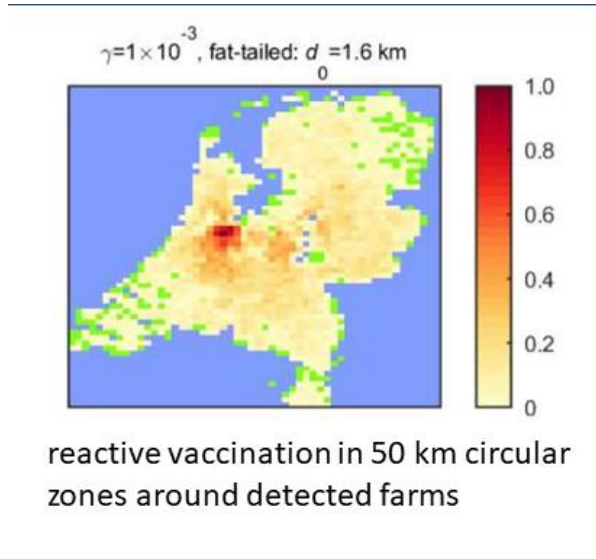 γ=1×10⁻³, fat-tailed: d₀=1.6 km
1.0
0.8
0.6
0.4
0.2
0
reactive vaccination in 50 km circular
zones around detected farms